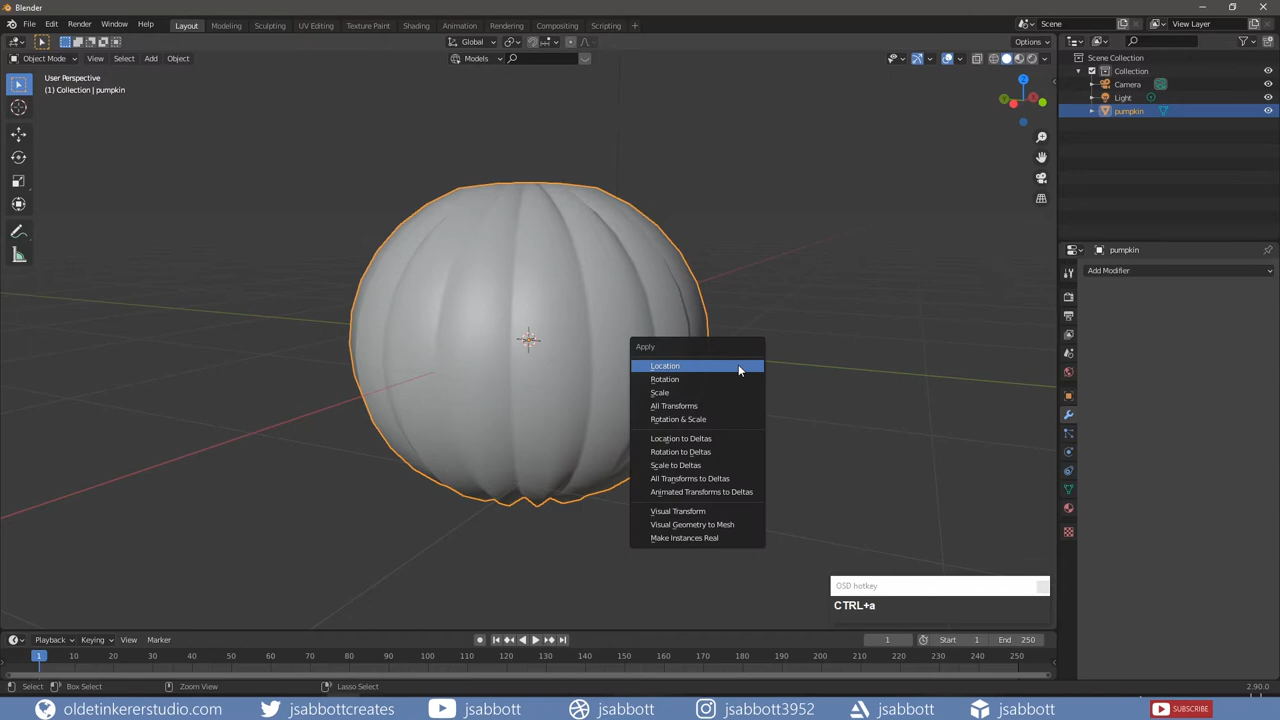 Blender
File Edit Render Window Help Layout Modeling Sculpting UV Editing Texture Paint Shading Animation Rendering Compositing Scripting + Scene View Layer
Global Options
Object Mode View Select Add Object Models
User Perspective
(1) Collection | pumpkin
Z
Y
X
Scene Collection
Collection
Camera
Light
pumpkin
pumpkin
Add Modifier
Apply
Location
Rotation
Scale
All Transforms
Rotation & Scale
Location to Deltas
Rotation to Deltas
Scale to Deltas
All Transforms to Deltas
Animated Transforms to Deltas
Visual Transform
Visual Geometry to Mesh
Make Instances Real
OSD hotkey
CTRL+a
Playback Keying View Marker 1 Start 1 End 250
1 10 20 30 40 50 60 70 80 90 100 110 120 130 140 150 160 170 180 190 200 210 220 230 240 250
Select Box Select Zoom View Lasso Select 2.90.0
oldetinkererstudio.com jsabbottcreates jsabbott jsabbott jsabbott3952 jsabbott jsabbott SUBSCRIBE